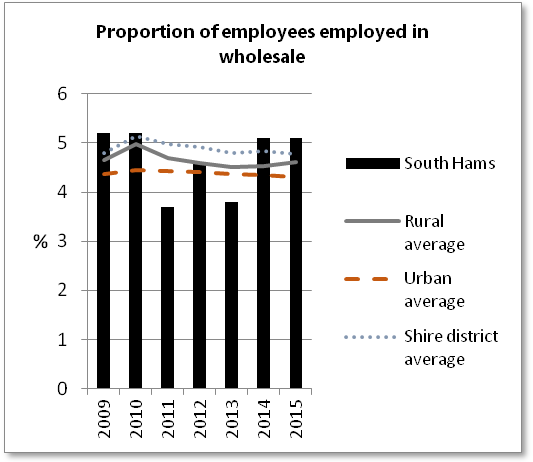 Proportion of employees employed in
wholesale
6
5
4
%
3
2
1
0
2009
2010
2011
2012
2013
2014
2015
South Hams
Rural
average
Urban
average
Shire district
average